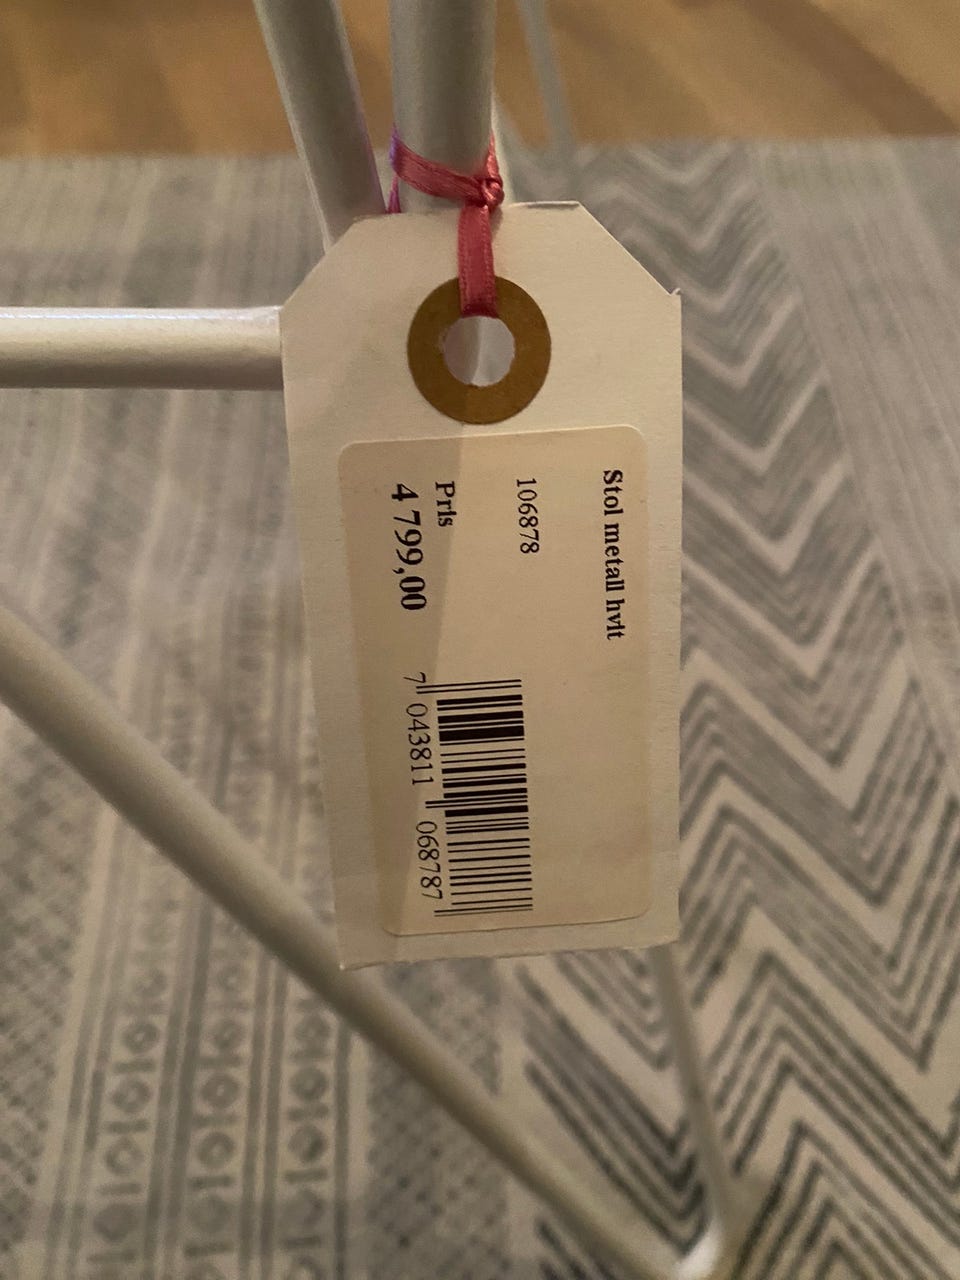 Stol metall hvit
106878
Pris
4 799,00
7 043811 068787